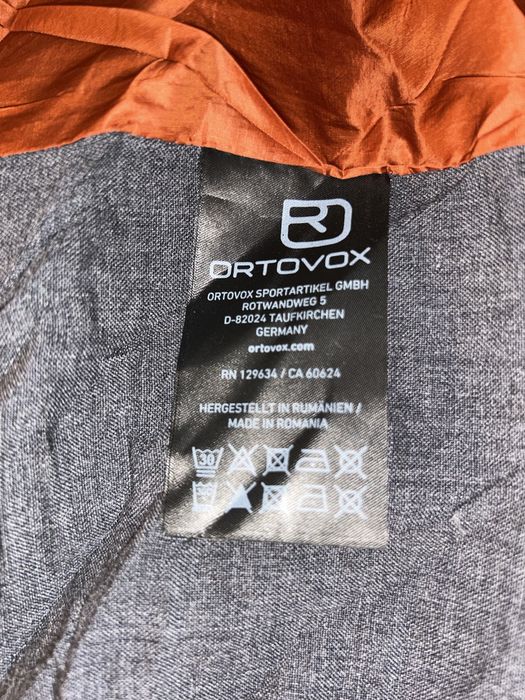 ORTOVOX
ORTOVOX SPORTARTIKEL GMBH
ROTWANDWEG 5
D-82024 TAUFKIRCHEN
GERMANY
ortovox.com
RN 129634 / CA 60624
HERGESTELLT IN RUMÄNIEN /
MADE IN ROMANIA
30